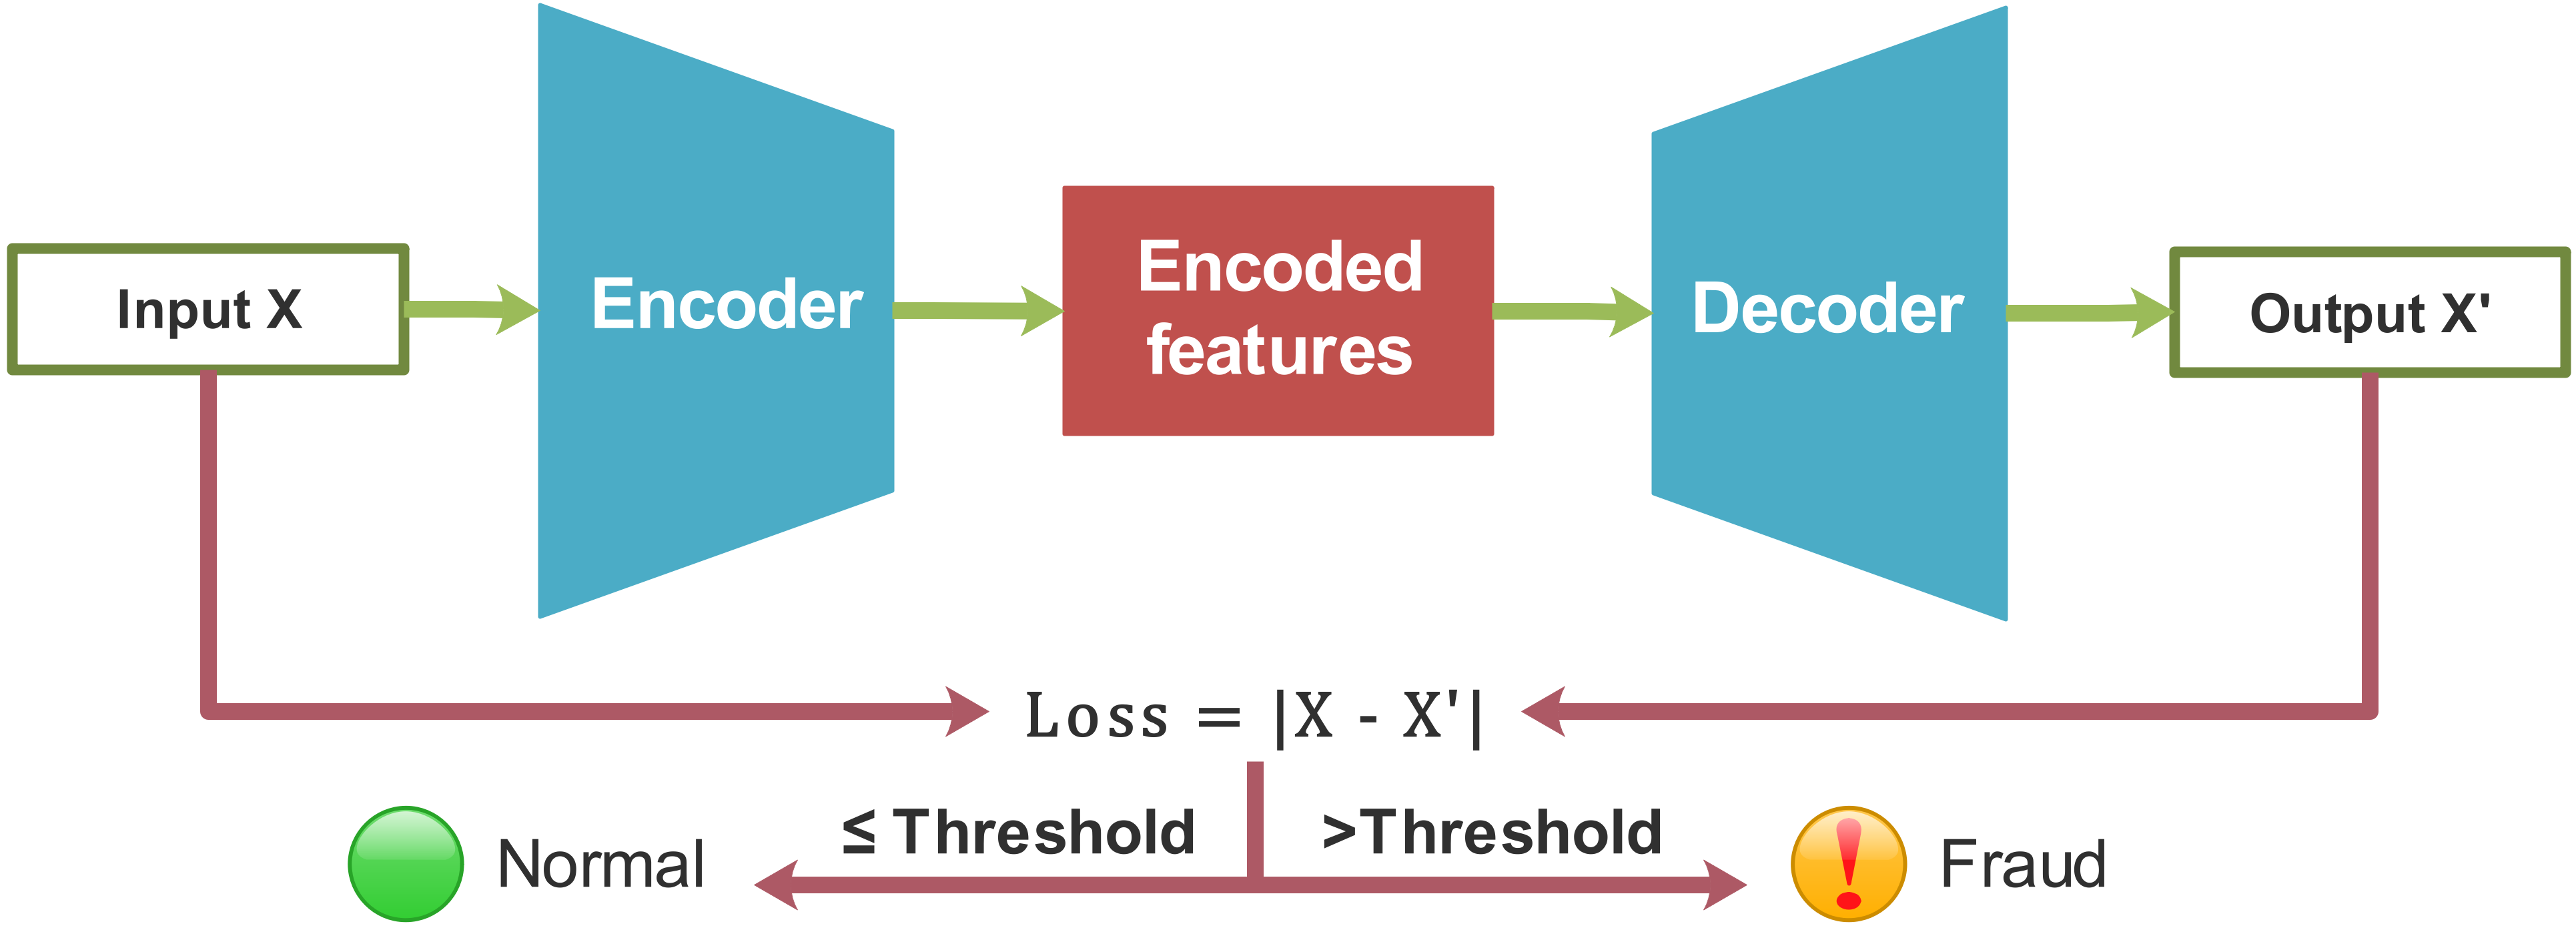 Input X
Encoder
Encoded
features
Decoder
Output X'
Loss = |X - X'|
≤ Threshold
>Threshold
Normal
Fraud